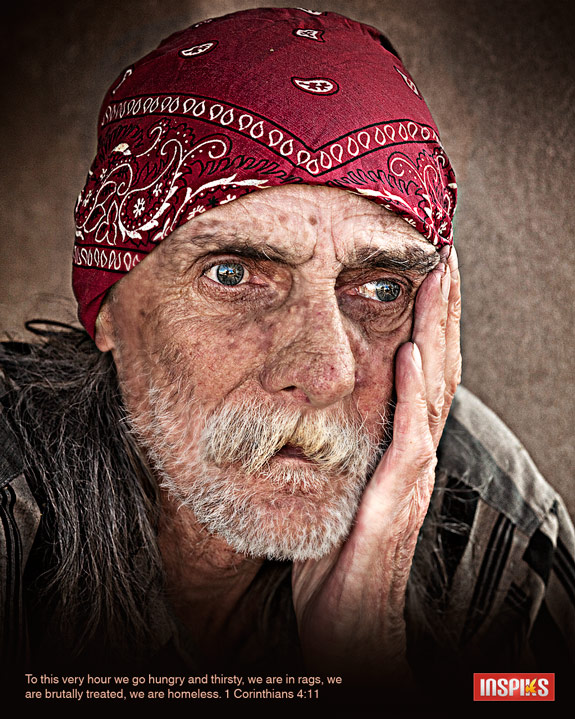 To this very hour we go hungry and thirsty, we are in rags, we
are brutally treated, we are homeless. 1 Corinthians 4:11
INSPIKS